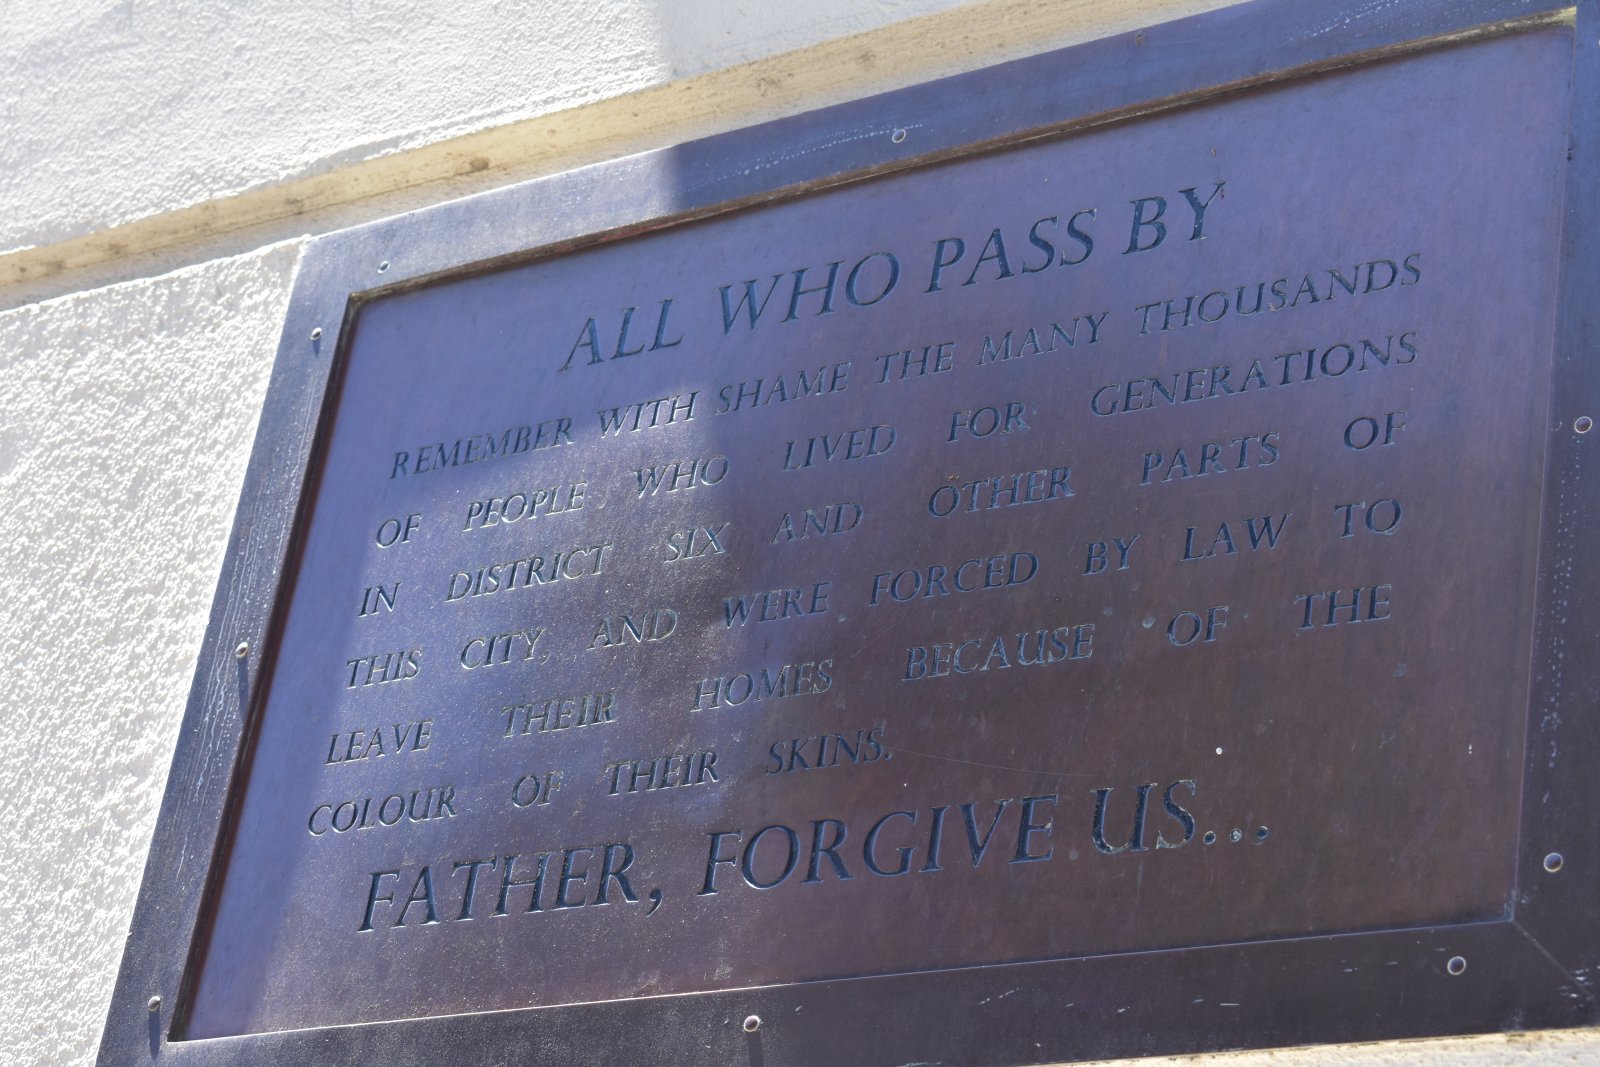 ALL WHO PASS BY
REMEMBER WITH SHAME THE MANY THOUSANDS
OF PEOPLE WHO LIVED FOR GENERATIONS
IN DISTRICT SIX AND OTHER PARTS OF
THIS CITY, AND WERE FORCED BY LAW TO
LEAVE THEIR HOMES BECAUSE OF THE
COLOUR OF THEIR SKINS.
FATHER, FORGIVE US...